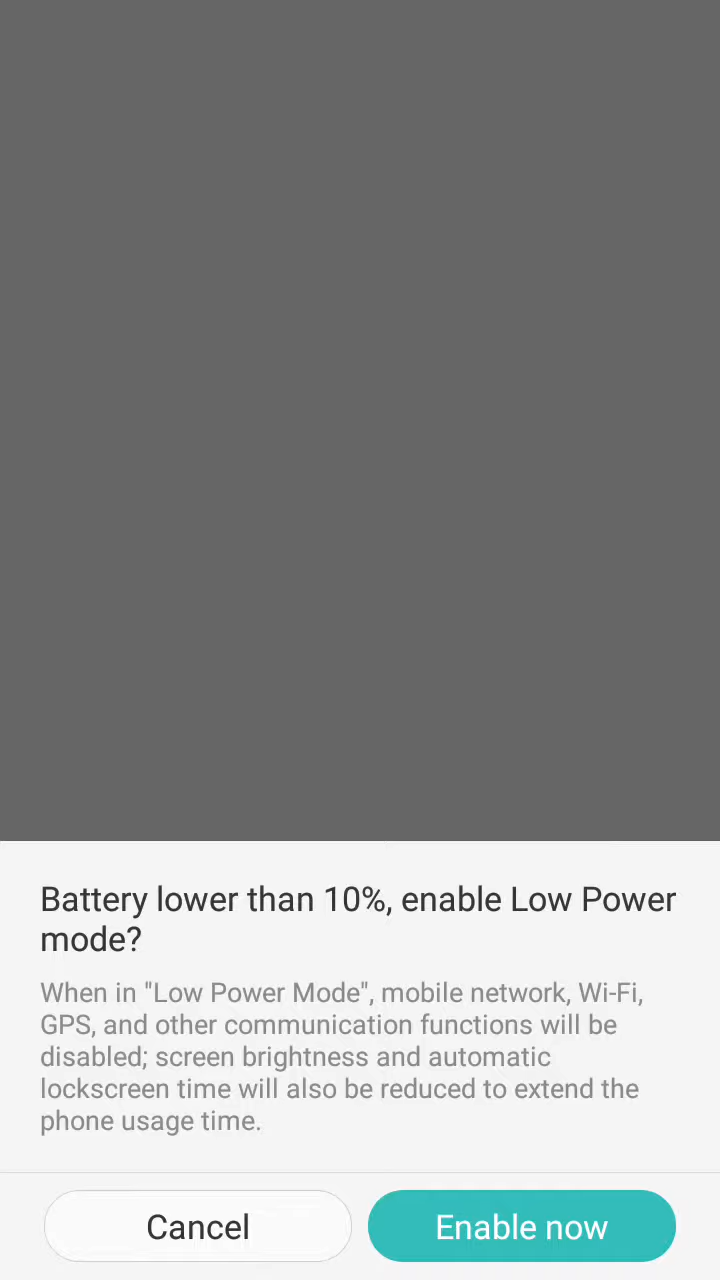 Battery lower than 10%, enable Low Power
mode?
When in "Low Power Mode", mobile network, Wi-Fi,
GPS, and other communication functions will be
disabled; screen brightness and automatic
lockscreen time will also be reduced to extend the
phone usage time.
Cancel
Enable now